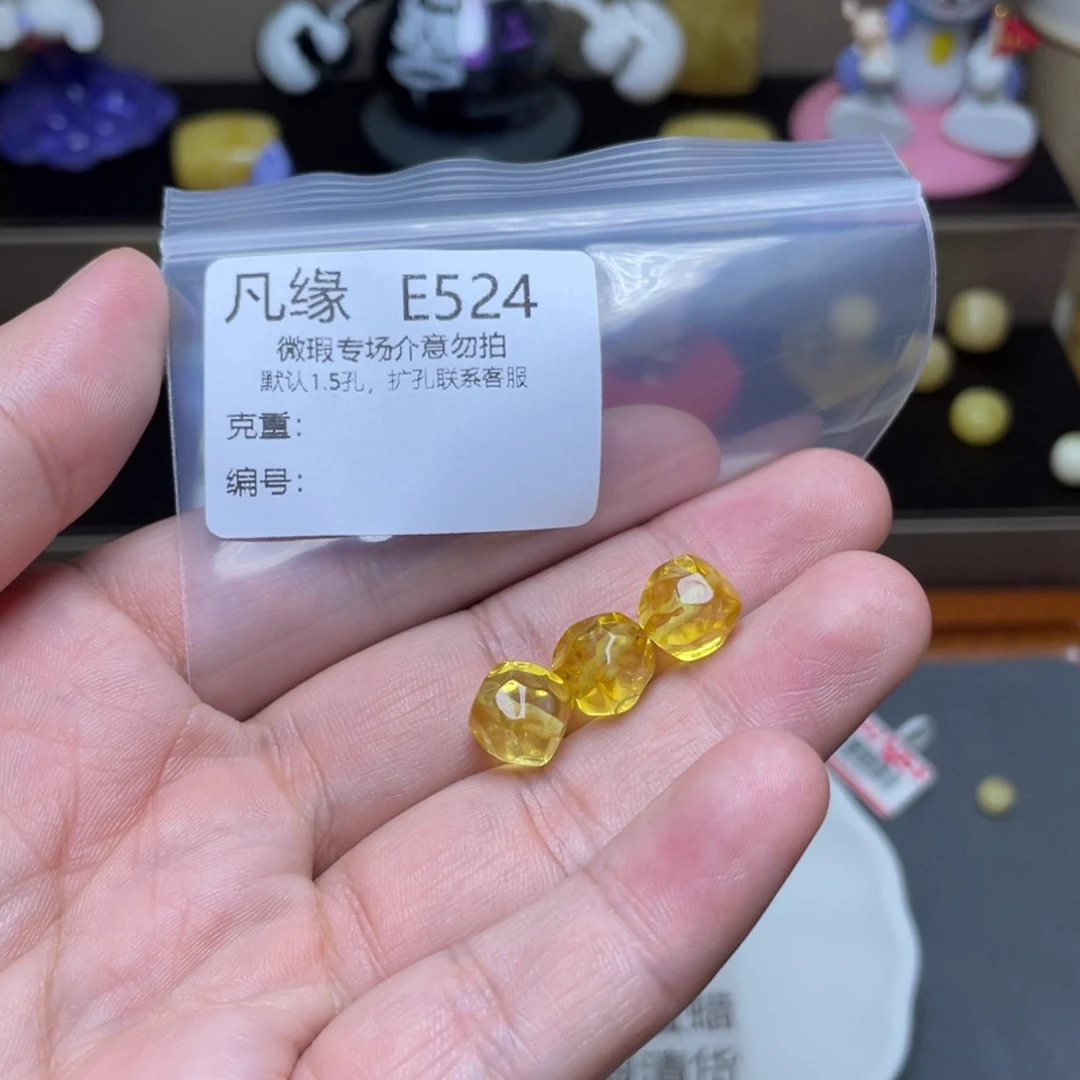 凡缘 E524
微瑕专场介意勿拍
默认1.5孔，扩孔联系客服
克重：
编号：